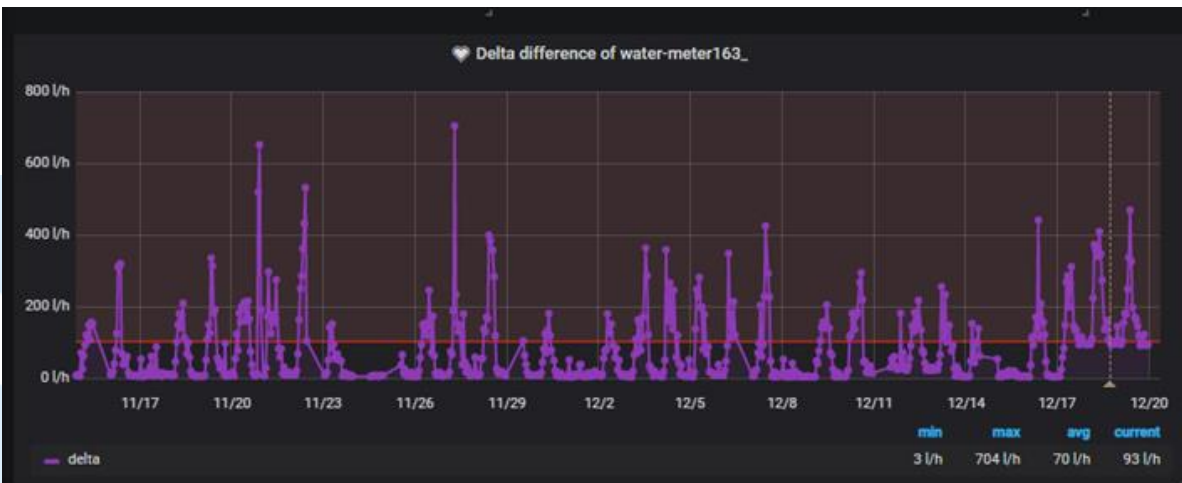 Delta difference of water-meter163_
800 l/h
600 l/h
400 l/h
200 l/h
0 l/h
11/17 11/20 11/23 11/26 11/29 12/2 12/5 12/8 12/11 12/14 12/17 12/20
min max avg current
delta 3 l/h 704 l/h 70 l/h 93 l/h